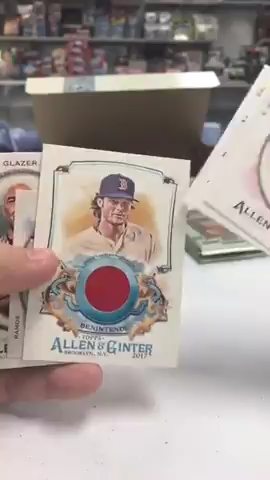 GLAZER
B
BENINTENDI
TOPPS
ALLEN & GINTER
BROOKLYN, N.Y. 2017
ALLEN